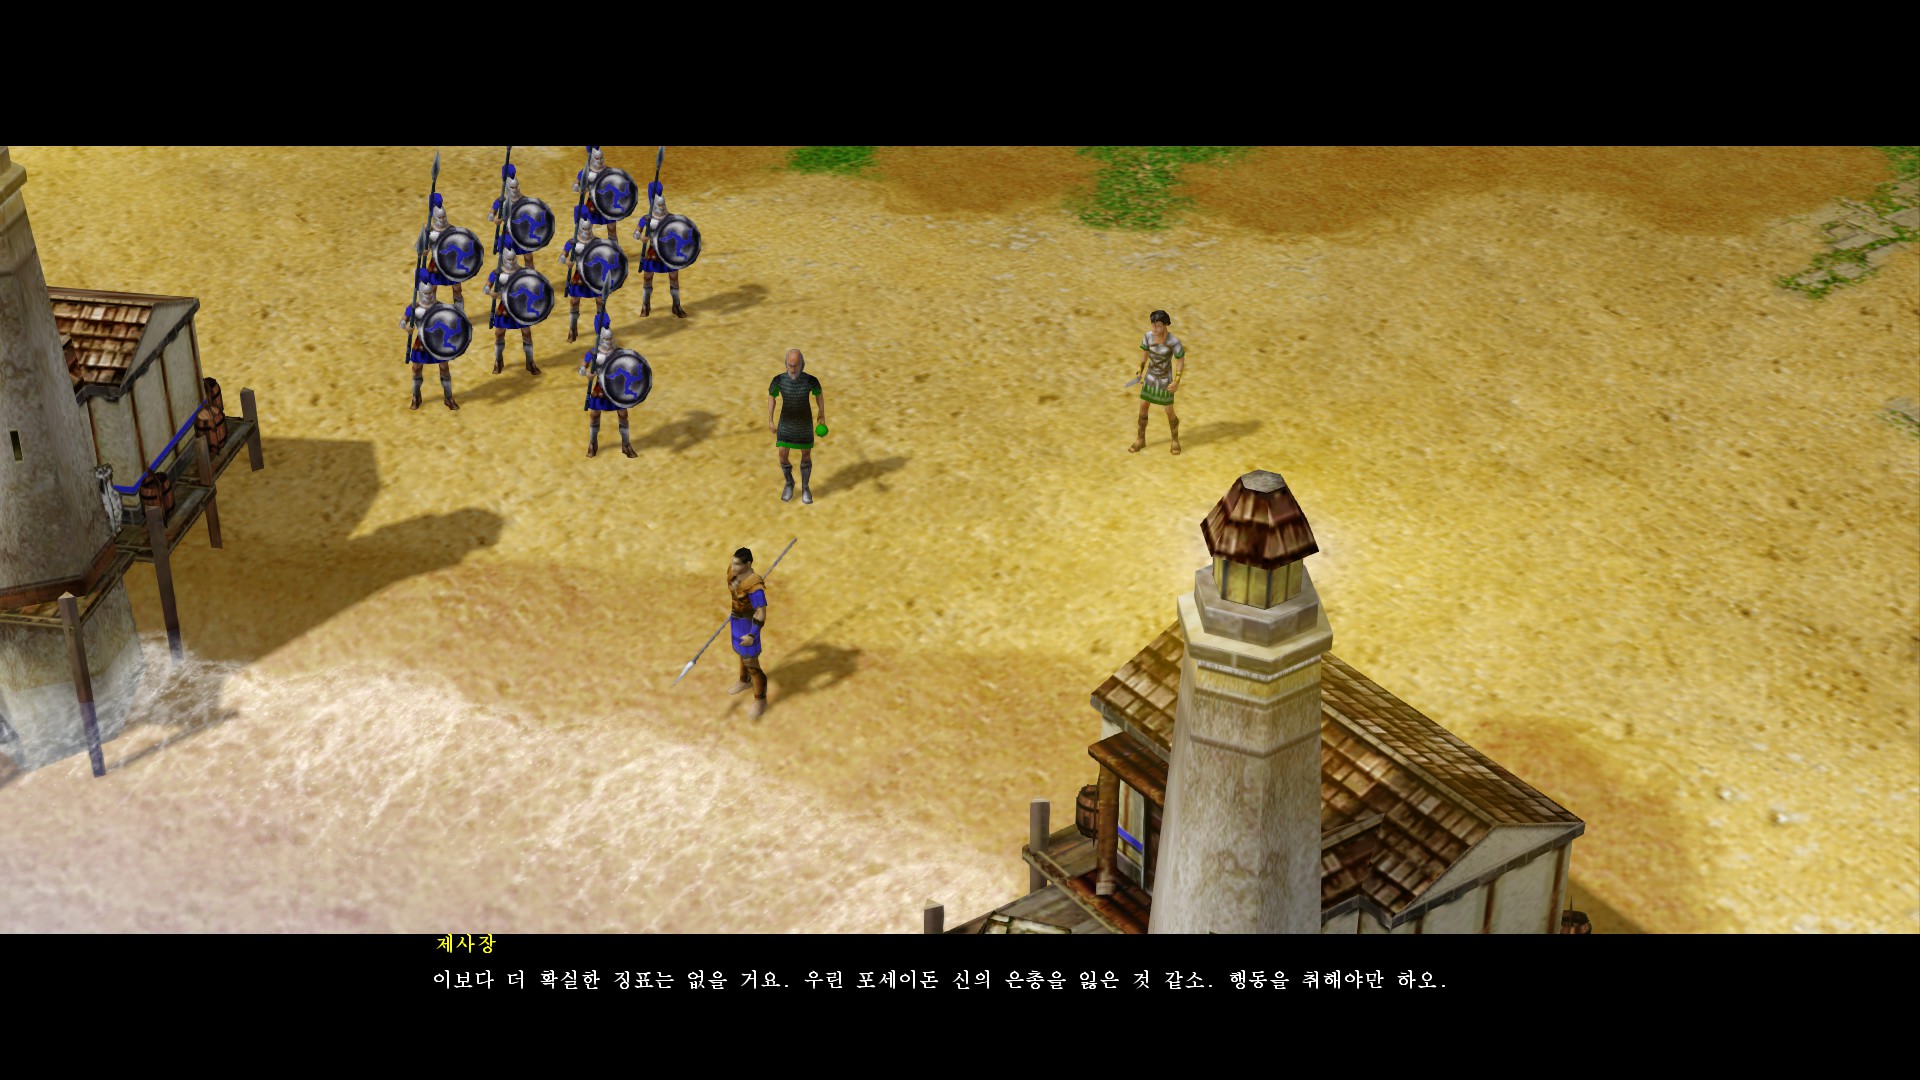 제사장
이보다 더 확실한 징표는 없을 거요. 우린 포세이돈 신의 은총을 잃은 것 같소. 행동을 취해야만 하오.